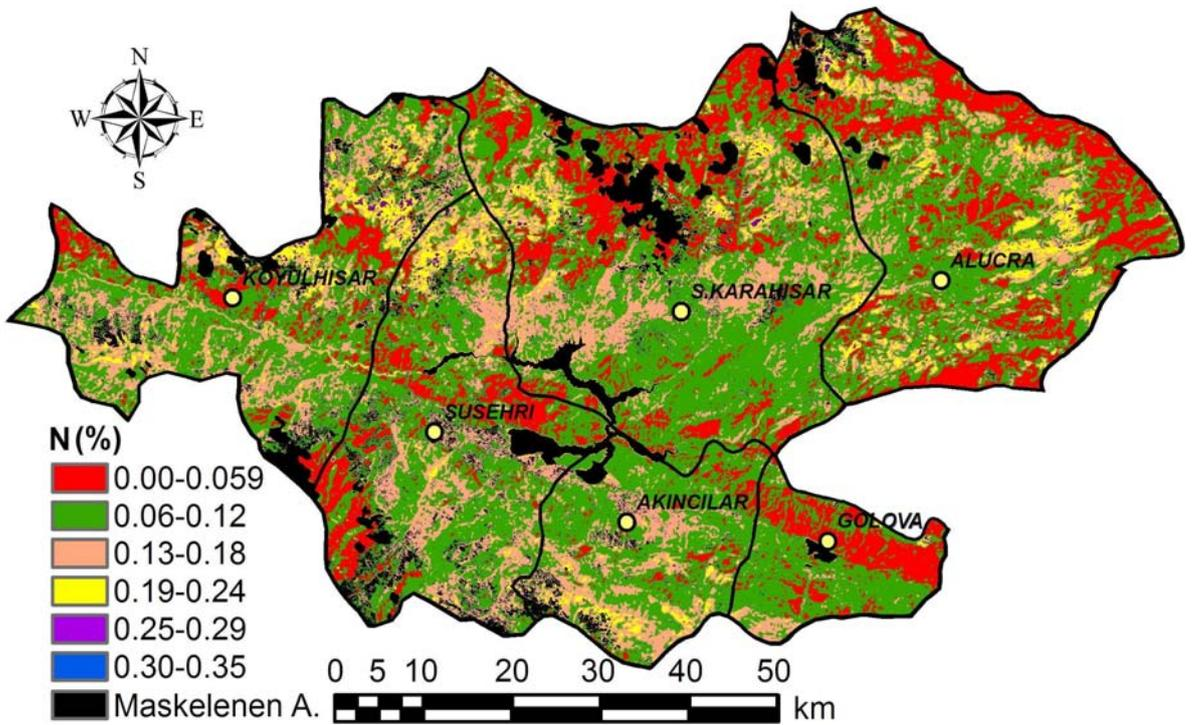 N
W E
S
KOYULHISAR
ALUCRA
S.KARAHISAR
SUSEHRI
AKINCILAR
GOLOVA
N (%)
0.00-0.059
0.06-0.12
0.13-0.18
0.19-0.24
0.25-0.29
0.30-0.35
Maskelenen A.
0 5 10 20 30 40 50
km